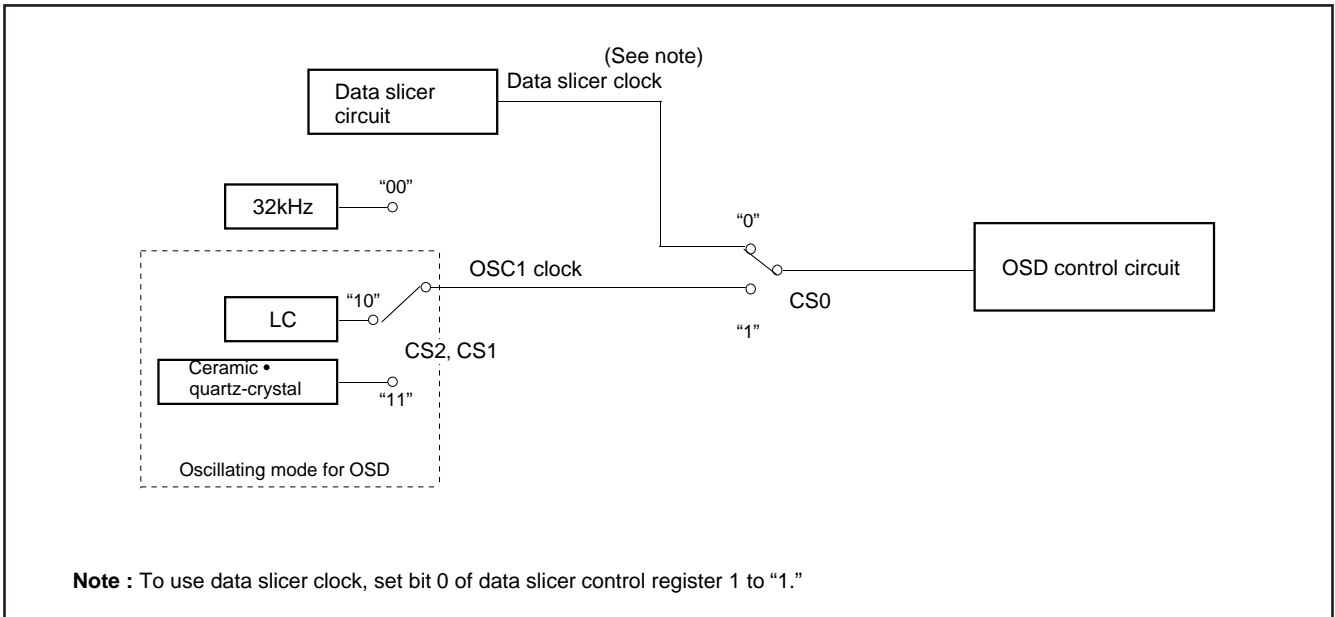 (See note)
Data slicer clock
Data slicer
circuit
“00”
32kHz
“0”
OSD control circuit
OSC1 clock
“10”
LC
CS0
“1”
CS2, CS1
Ceramic •
quartz-crystal
“11”
Oscillating mode for OSD
Note : To use data slicer clock, set bit 0 of data slicer control register 1 to “1.”